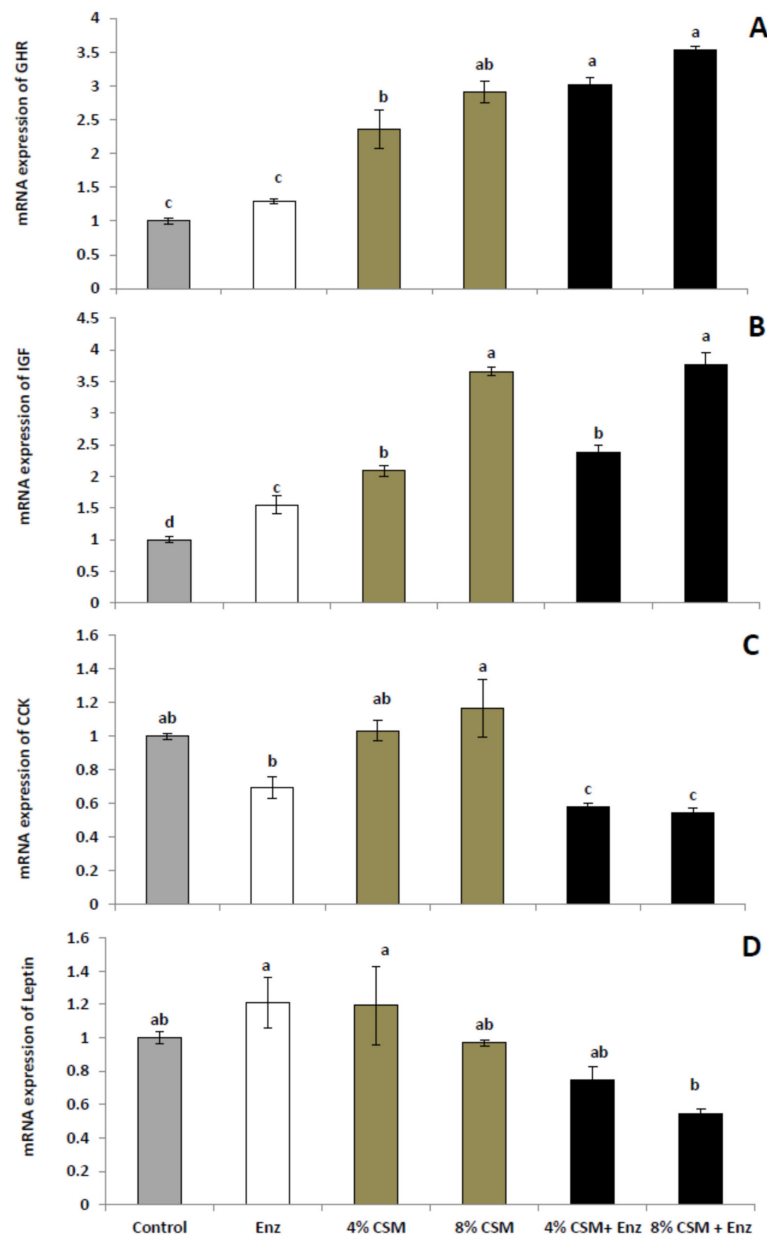 A
mRNA expression of GHR
4
3.5
3
2.5
2
1.5
1
0.5
0
c
c
b
ab
a
a
B
mRNA expression of IGF
4.5
4
3.5
3
2.5
2
1.5
1
0.5
0
d
c
b
a
b
a
C
mRNA expression of CCK
1.6
1.4
1.2
1
0.8
0.6
0.4
0.2
0
ab
b
ab
a
c
c
D
mRNA expression of Leptin
1.6
1.4
1.2
1
0.8
0.6
0.4
0.2
0
ab
a
a
ab
ab
b
Control Enz 4% CSM 8% CSM 4% CSM+ Enz 8% CSM + Enz